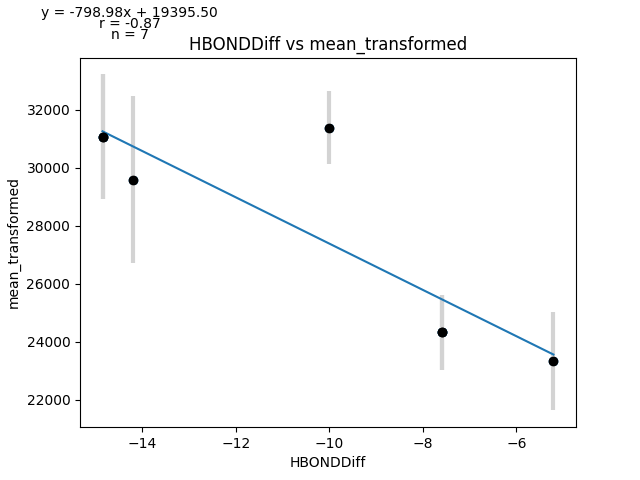 y = -798.98x + 19395.50
r = -0.87
n = 7
HBONDDiff vs mean_transformed
mean_transformed
32000
30000
28000
26000
24000
22000
−14
−12
−10
−8
−6
HBONDDiff